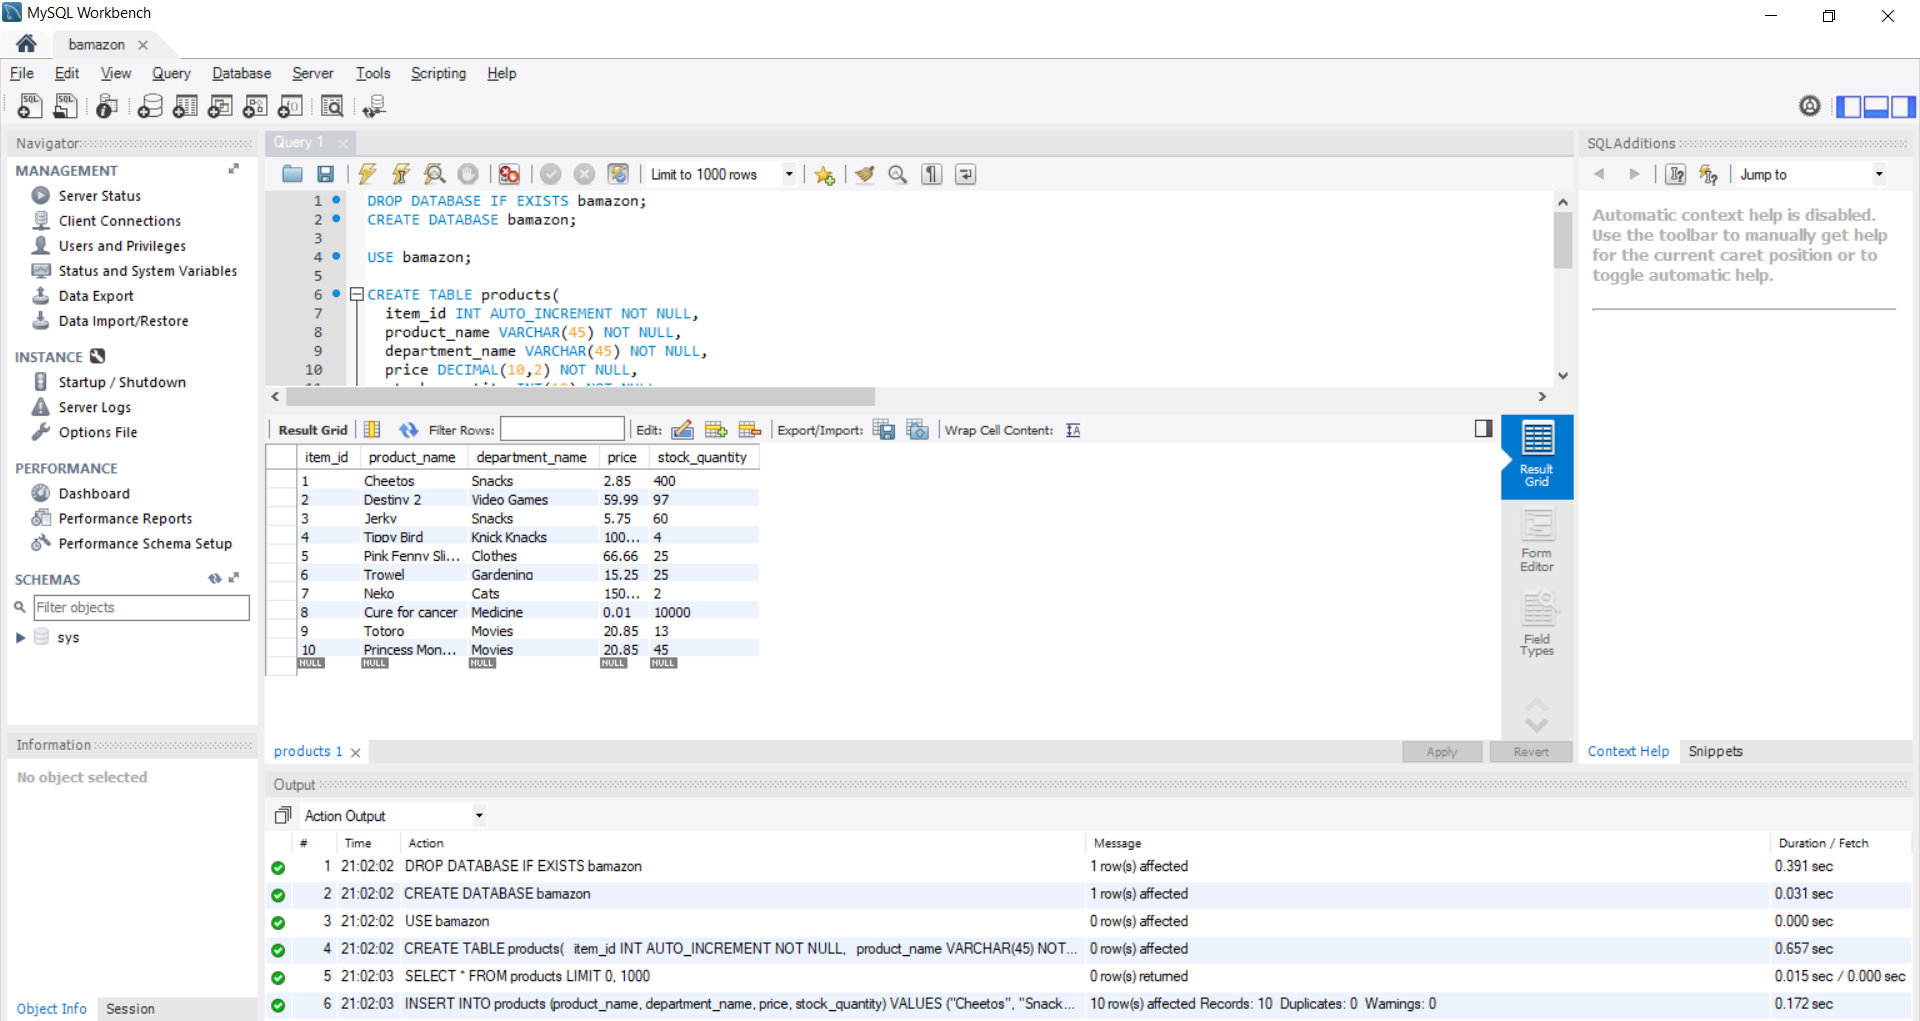 MySQL Workbench
bamazon
File Edit View Query Database Server Tools Scripting Help
Navigator
MANAGEMENT
Server Status
Client Connections
Users and Privileges
Status and System Variables
Data Export
Data Import/Restore
INSTANCE
Startup / Shutdown
Server Logs
Options File
PERFORMANCE
Dashboard
Performance Reports
Performance Schema Setup
SCHEMAS
Filter objects
sys
Information
No object selected
Object Info Session
Query 1
Limit to 1000 rows
1 DROP DATABASE IF EXISTS bamazon;
2 CREATE DATABASE bamazon;
3
4 USE bamazon;
5
6 CREATE TABLE products(
7 item_id INT AUTO_INCREMENT NOT NULL,
8 product_name VARCHAR(45) NOT NULL,
9 department_name VARCHAR(45) NOT NULL,
10 price DECIMAL(10,2) NOT NULL,
Result Grid Filter Rows: Edit: Export/Import: Wrap Cell Content:
item_id product_name department_name price stock_quantity
1 Cheetos Snacks 2.85 400
2 Destiny 2 Video Games 59.99 97
3 Jerky Snacks 5.75 60
4 Tippy Bird Knick Knacks 100... 4
5 Pink Fenny Sli... Clothes 66.66 25
6 Trowel Gardening 15.25 25
7 Neko Cats 150... 2
8 Cure for cancer Medicine 0.01 10000
9 Totoro Movies 20.85 13
10 Princess Mon... Movies 20.85 45
NULL NULL NULL NULL NULL
Result
Grid
Form
Editor
Field
Types
products 1
Apply Revert
SQLAdditions
Jump to
Automatic context help is disabled.
Use the toolbar to manually get help
for the current caret position or to
toggle automatic help.
Context Help Snippets
Output
Action Output
# Time Action Message Duration / Fetch
1 21:02:02 DROP DATABASE IF EXISTS bamazon 1 row(s) affected 0.391 sec
2 21:02:02 CREATE DATABASE bamazon 1 row(s) affected 0.031 sec
3 21:02:02 USE bamazon 0 row(s) affected 0.000 sec
4 21:02:02 CREATE TABLE products( item_id INT AUTO_INCREMENT NOT NULL, product_name VARCHAR(45) NOT... 0 row(s) affected 0.657 sec
5 21:02:03 SELECT * FROM products LIMIT 0, 1000 0 row(s) returned 0.015 sec / 0.000 sec
6 21:02:03 INSERT INTO products (product_name, department_name, price, stock_quantity) VALUES ("Cheetos", "Snack... 10 row(s) affected Records: 10 Duplicates: 0 Warnings: 0 0.172 sec